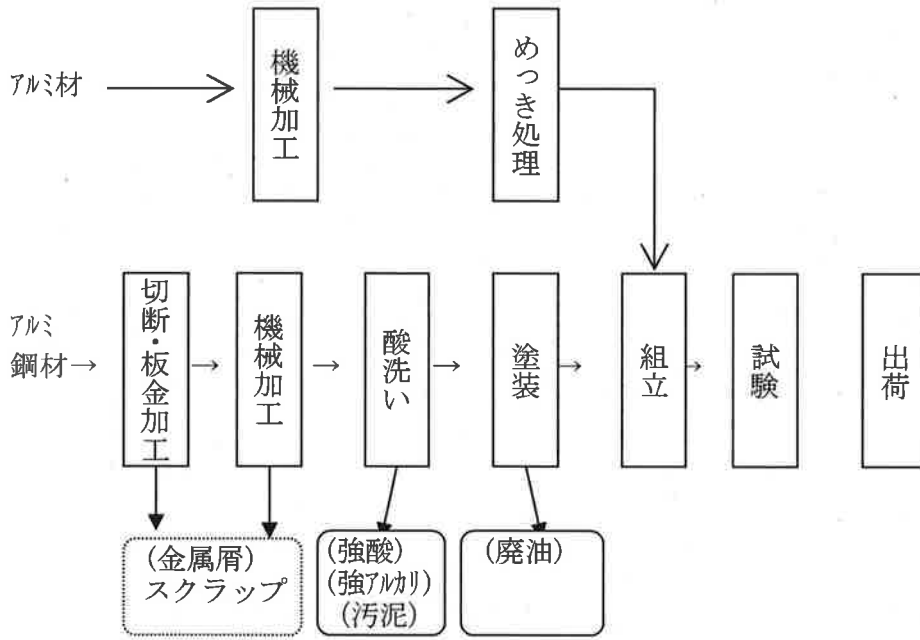 アルミ材
機械加工
めっき処理
アルミ
鋼材→
切断・板金加工
→
機械加工
→
酸洗い
→
塗装
→
組立
→
試験
出荷
(金属屑)
スクラップ
(強酸)
(強アルカリ)
(汚泥)
(廃油)